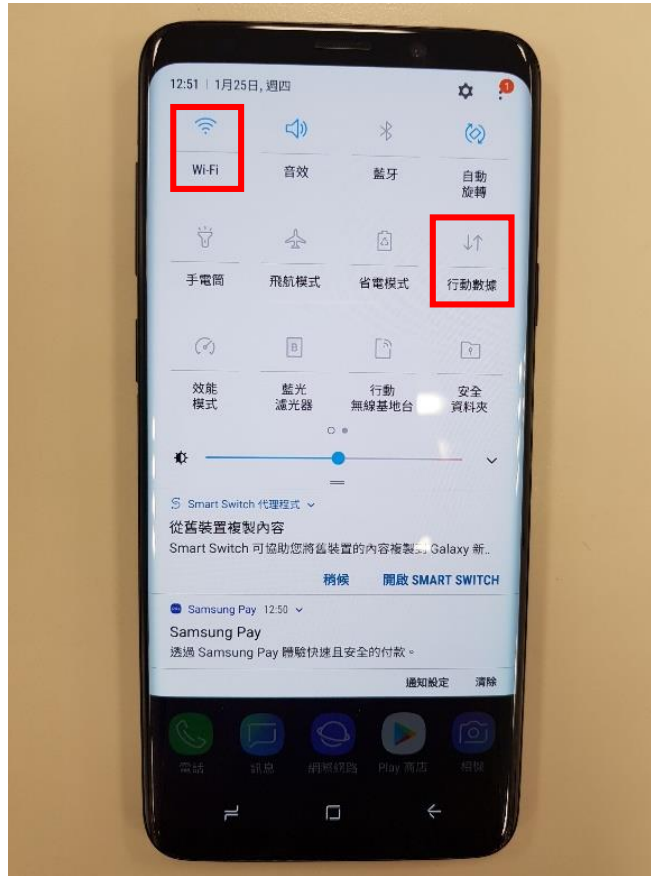 12:51 | 1月25日, 週四
1
Wi-Fi
音效
藍牙
自動
旋轉
手電筒
飛航模式
省電模式
行動數據
效能
模式
B
藍光
濾光器
行動
無線基地台
安全
資料夾
Smart Switch 代理程式
從舊裝置複製內容
Smart Switch 可協助您將舊裝置的內容複製到 Galaxy 新..
稍候
開啟 SMART SWITCH
Samsung Pay 12:50
Samsung Pay
透過 Samsung Pay 體驗快速且安全的付款。
通知設定 清除
電話 訊息 網際網路 Play 商店 相機